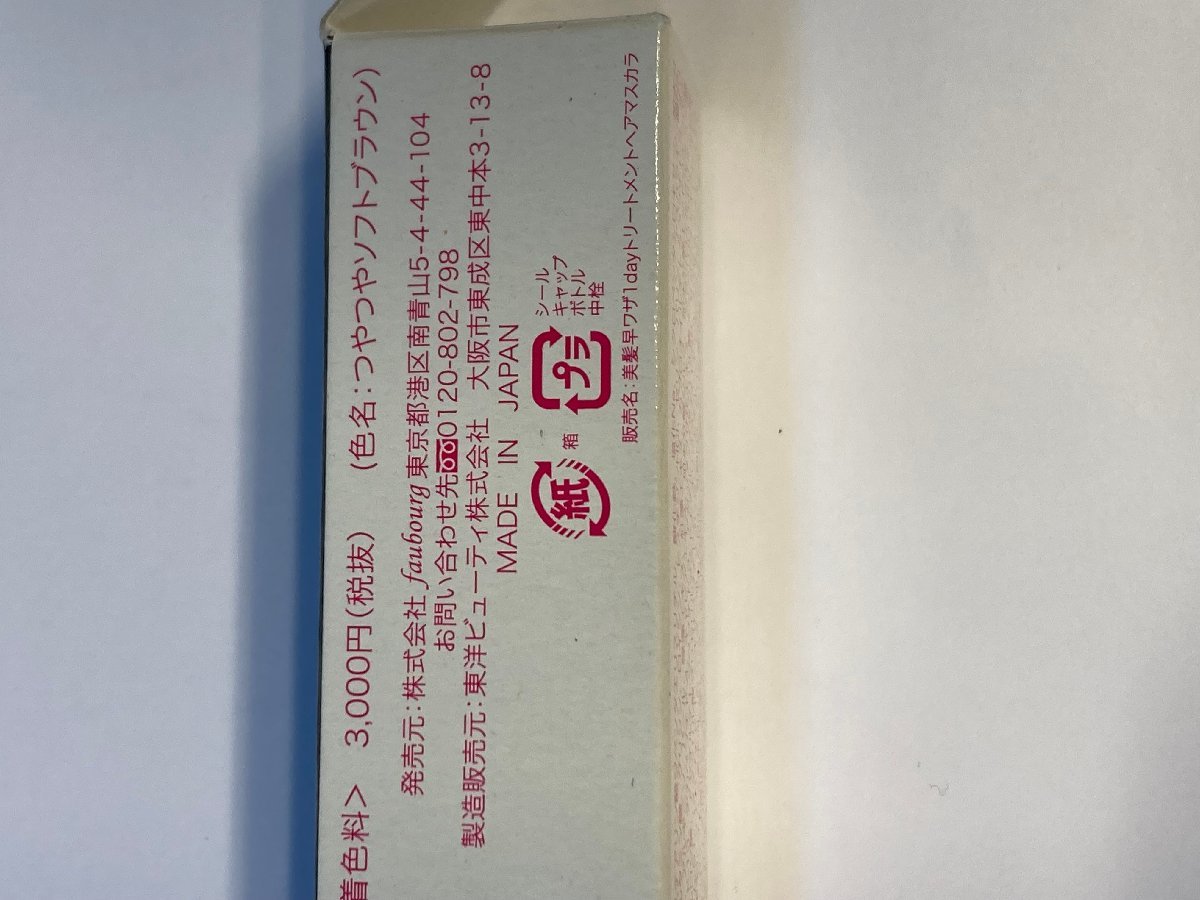 着色料> 3,000円(税抜) (色名:つやつやソフトブラウン)
発売元:株式会社 faubourg 東京都港区南青山5-4-44-104
お問い合わせ先 0120-802-798
製造販売元:東洋ビューティ株式会社 大阪市東成区東中本3-13-8
MADE IN JAPAN
紙
箱
プラ
シール
キャップ
ボトル
中栓
販売名:美髪早ワザ1dayトリートメントヘアマスカラ